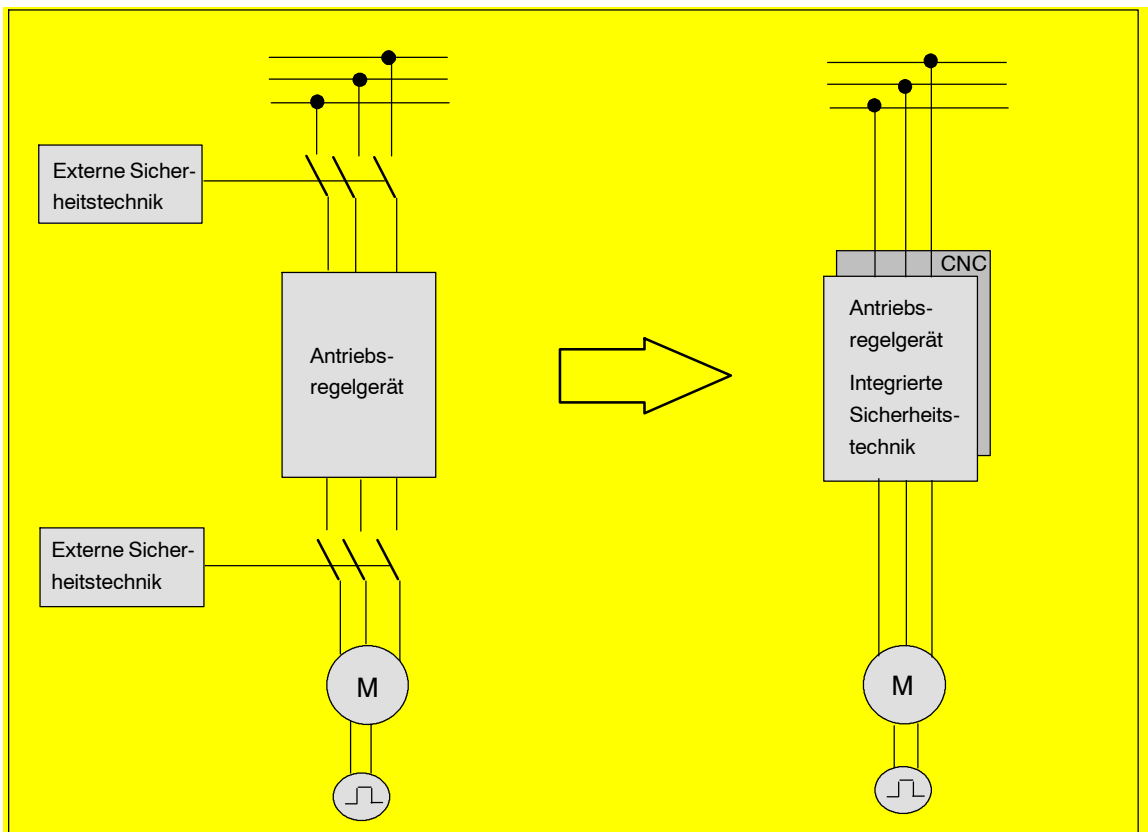 Externe Sicher-
heitstechnik
Antriebs-
regelgerät
Externe Sicher-
heitstechnik
M
CNC
Antriebs-
regelgerät
Integrierte
Sicherheits-
technik
M